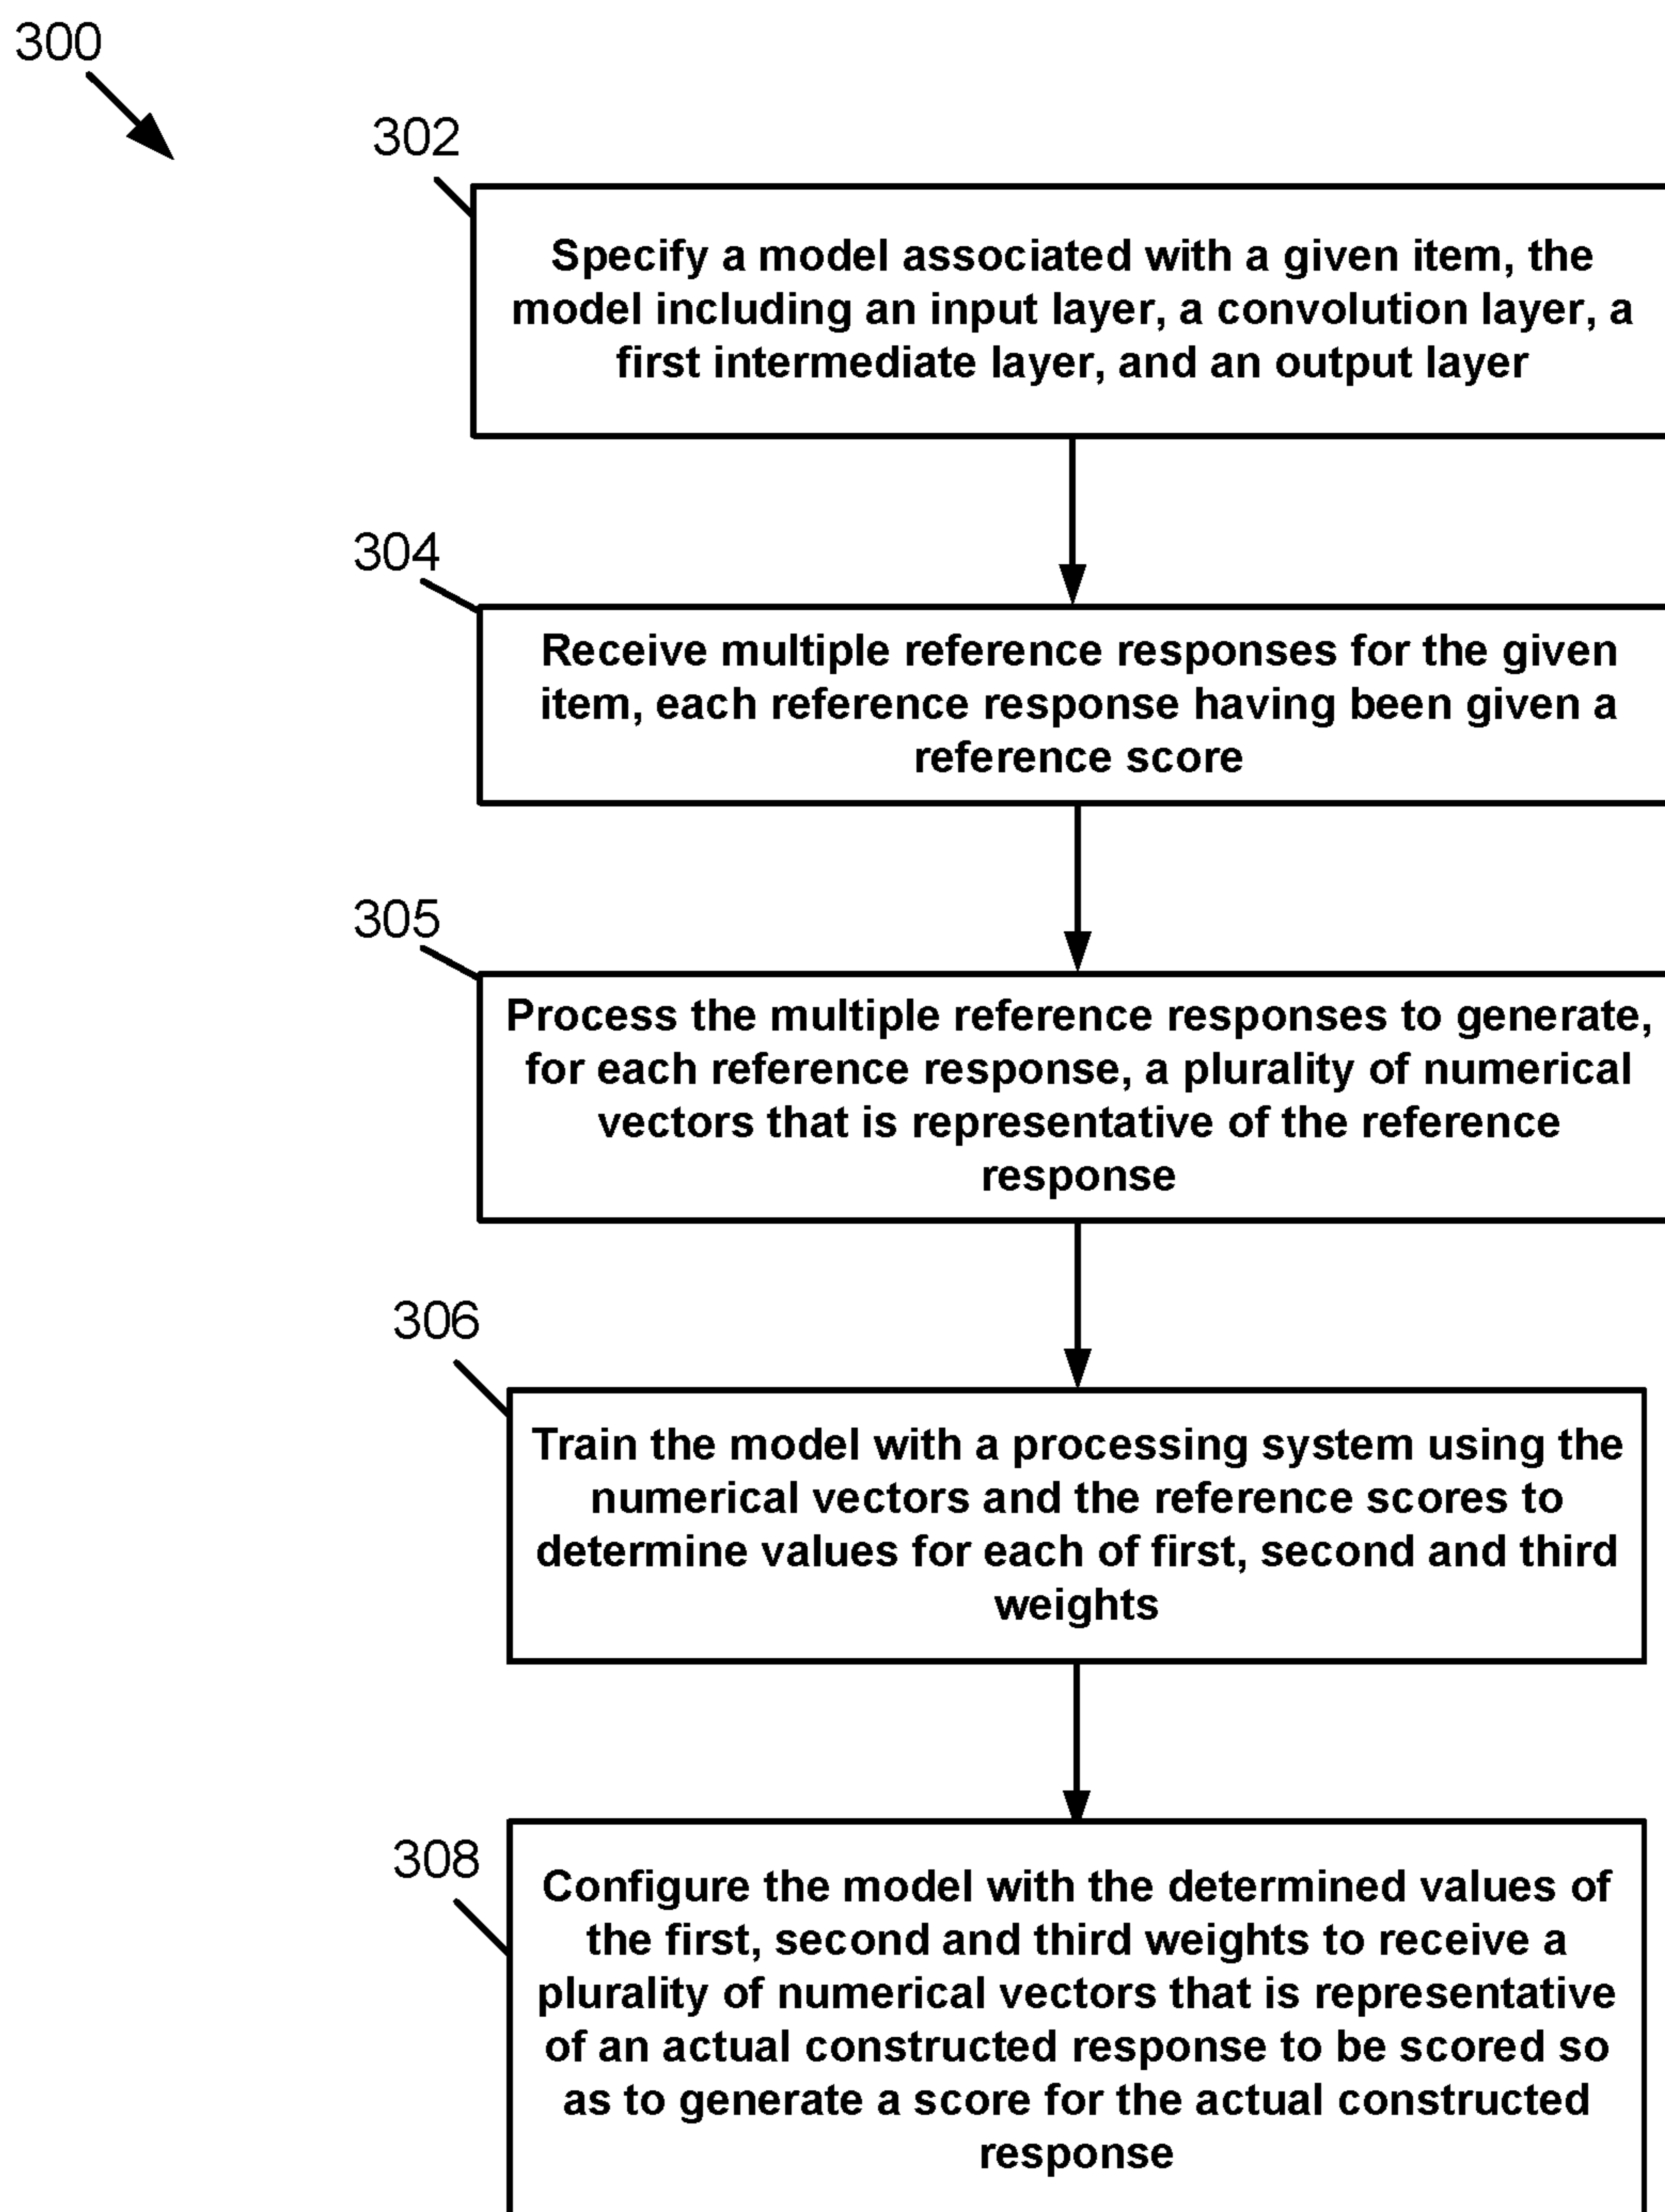 300
302
Specify a model associated with a given item, the
model including an input layer, a convolution layer, a
first intermediate layer, and an output layer
304
Receive multiple reference responses for the given
item, each reference response having been given a
reference score
305
Process the multiple reference responses to generate,
for each reference response, a plurality of numerical
vectors that is representative of the reference
response
306
Train the model with a processing system using the
numerical vectors and the reference scores to
determine values for each of first, second and third
weights
308
Configure the model with the determined values of
the first, second and third weights to receive a
plurality of numerical vectors that is representative
of an actual constructed response to be scored so
as to generate a score for the actual constructed
response